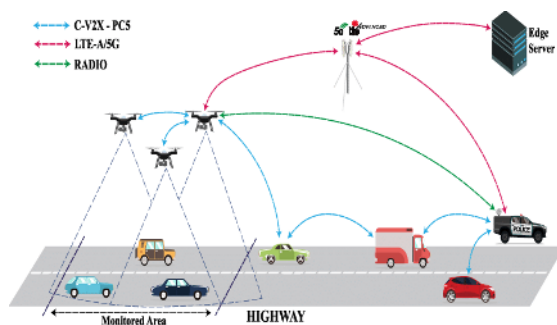 C-V2X - PC5
LTE-A/5G
RADIO
5G
Edge
Server
POLICE
Monitored Area
HIGHWAY